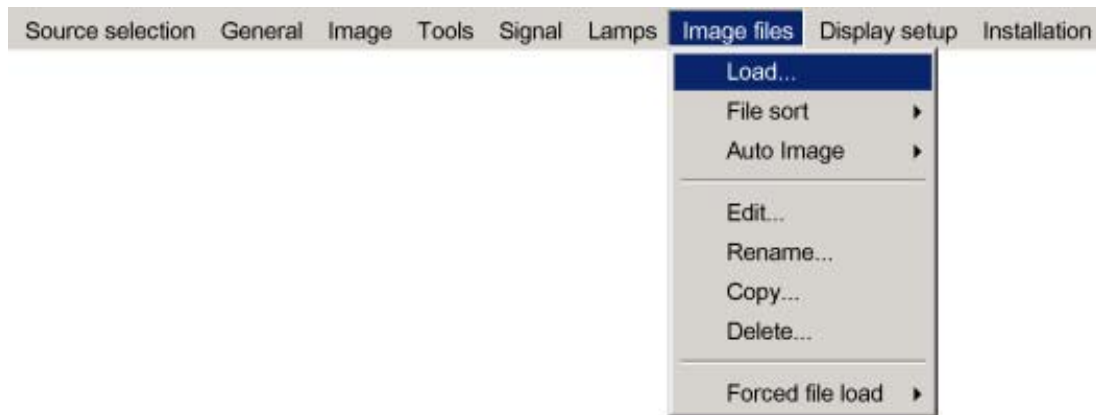 Source selection General Image Tools Signal Lamps Image files Display setup Installation
Load...
File sort
Auto Image
Edit...
Rename...
Copy...
Delete...
Forced file load